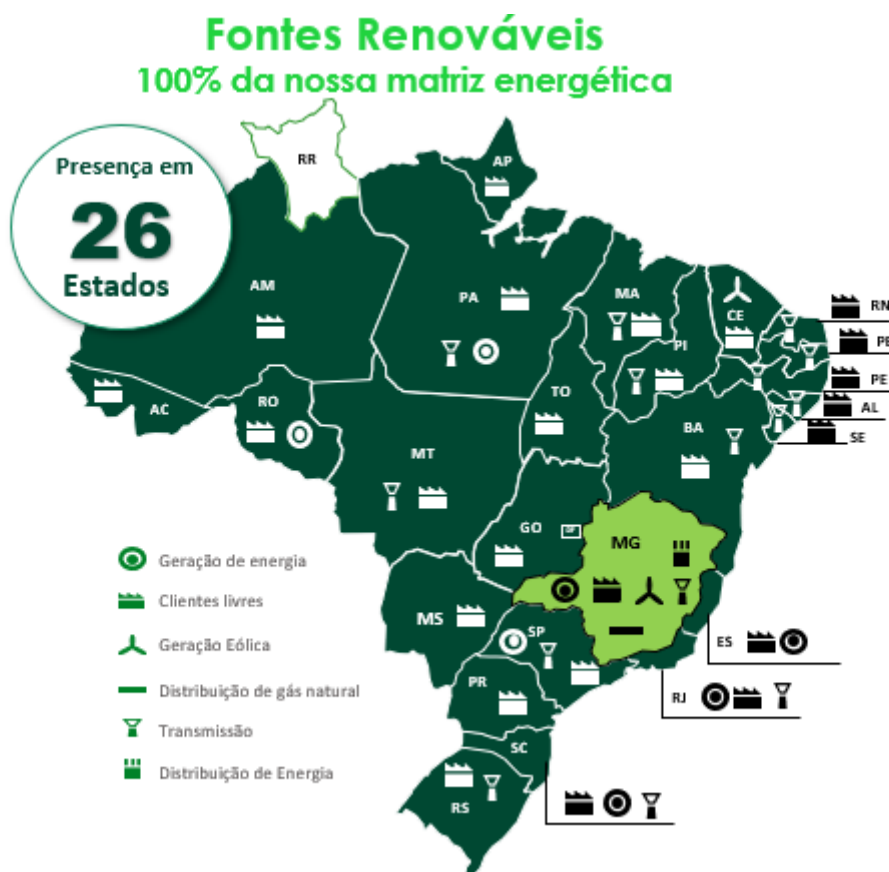 Fontes Renováveis
100% da nossa matriz energética
Presença em
26
Estados
RR
AP
AM
PA
MA
CE
RN
PB
PI
PE
AL
SE
AC
RO
TO
BA
MT
GO
MG
MS
SP
ES
RJ
PR
SC
RS
Geração de energia
Clientes livres
Geração Eólica
Distribuição de gás natural
Transmissão
Distribuição de Energia